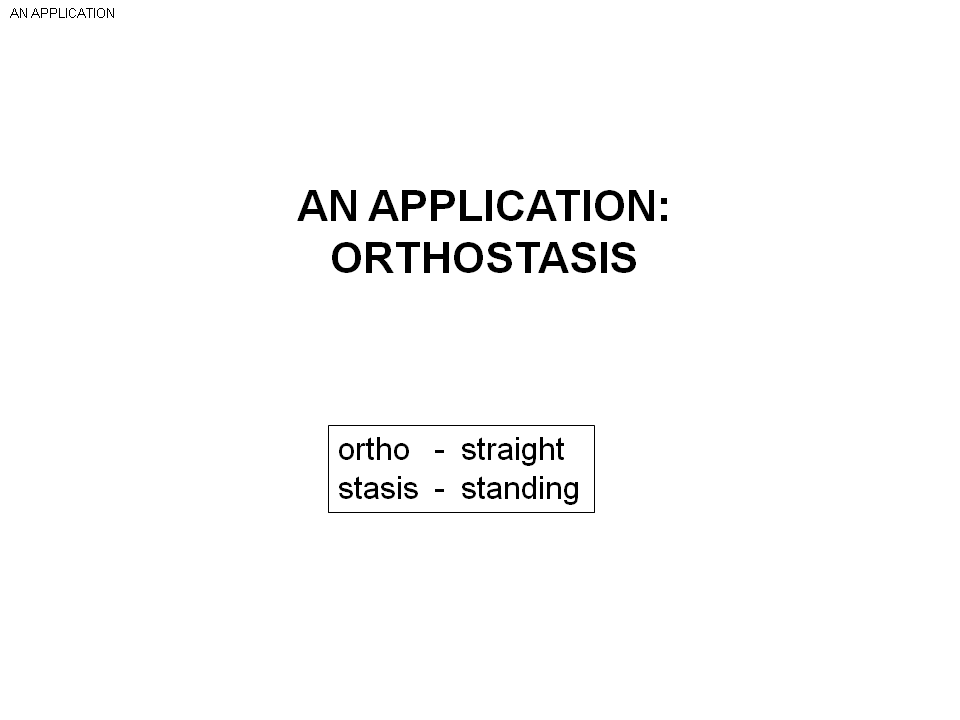 AN APPLICATION
AN APPLICATION:
ORTHOSTASIS
ortho - straight
stasis - standing